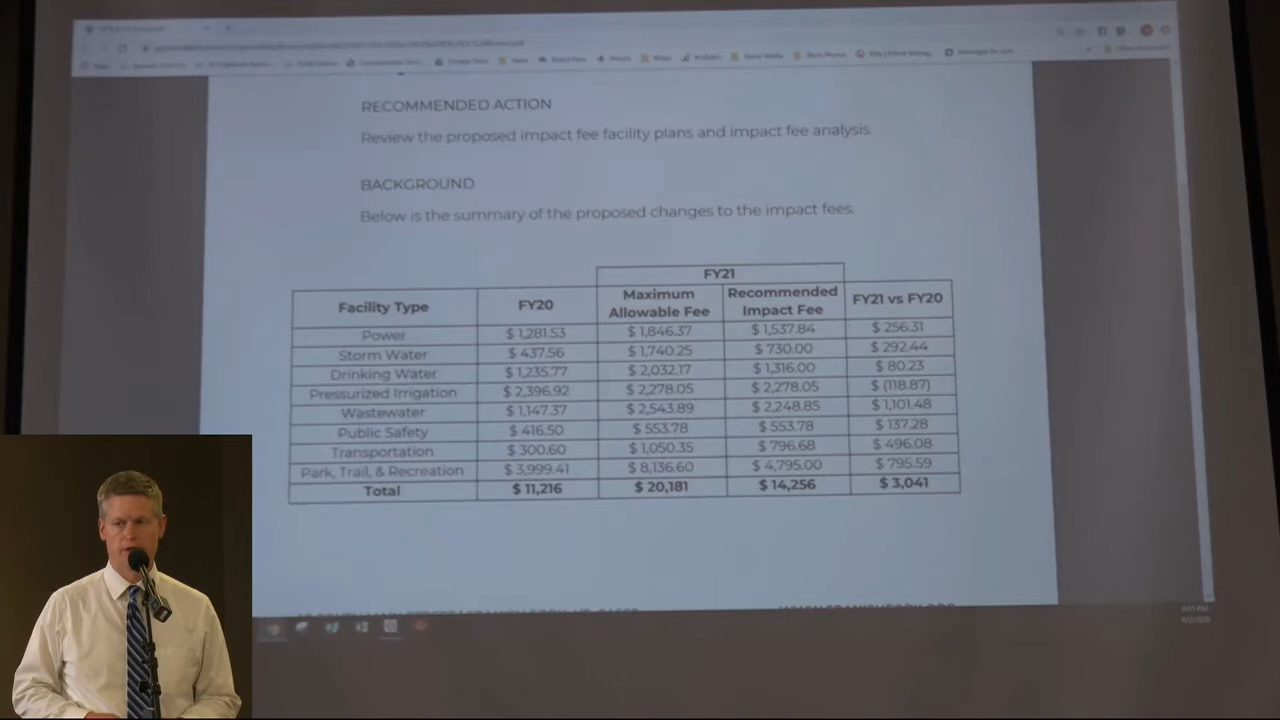 RECOMMENDED ACTION
Review the proposed impact fee facility plans and impact fee analysis.
BACKGROUND
Below is the summary of the proposed changes to the impact fees.
FY21
Facility Type FY20 Maximum Allowable Fee Recommended Impact Fee FY21 vs FY20
Power $ 1,281.53 $ 1,846.37 $ 1,537.84 $ 256.31
Storm Water $ 437.56 $ 1,740.25 $ 730.00 $ 292.44
Drinking Water $ 1,235.77 $ 2,032.17 $ 1,316.00 $ 80.23
Pressurized Irrigation $ 2,396.92 $ 2,278.05 $ 2,278.05 $ (118.87)
Wastewater $ 1,147.37 $ 2,543.89 $ 2,248.85 $ 1,101.48
Public Safety $ 416.50 $ 553.78 $ 553.78 $ 137.28
Transportation $ 300.60 $ 1,050.35 $ 796.68 $ 496.08
Park, Trail, & Recreation $ 3,999.41 $ 8,136.60 $ 4,795.00 $ 795.59
Total $ 11,216 $ 20,181 $ 14,256 $ 3,041